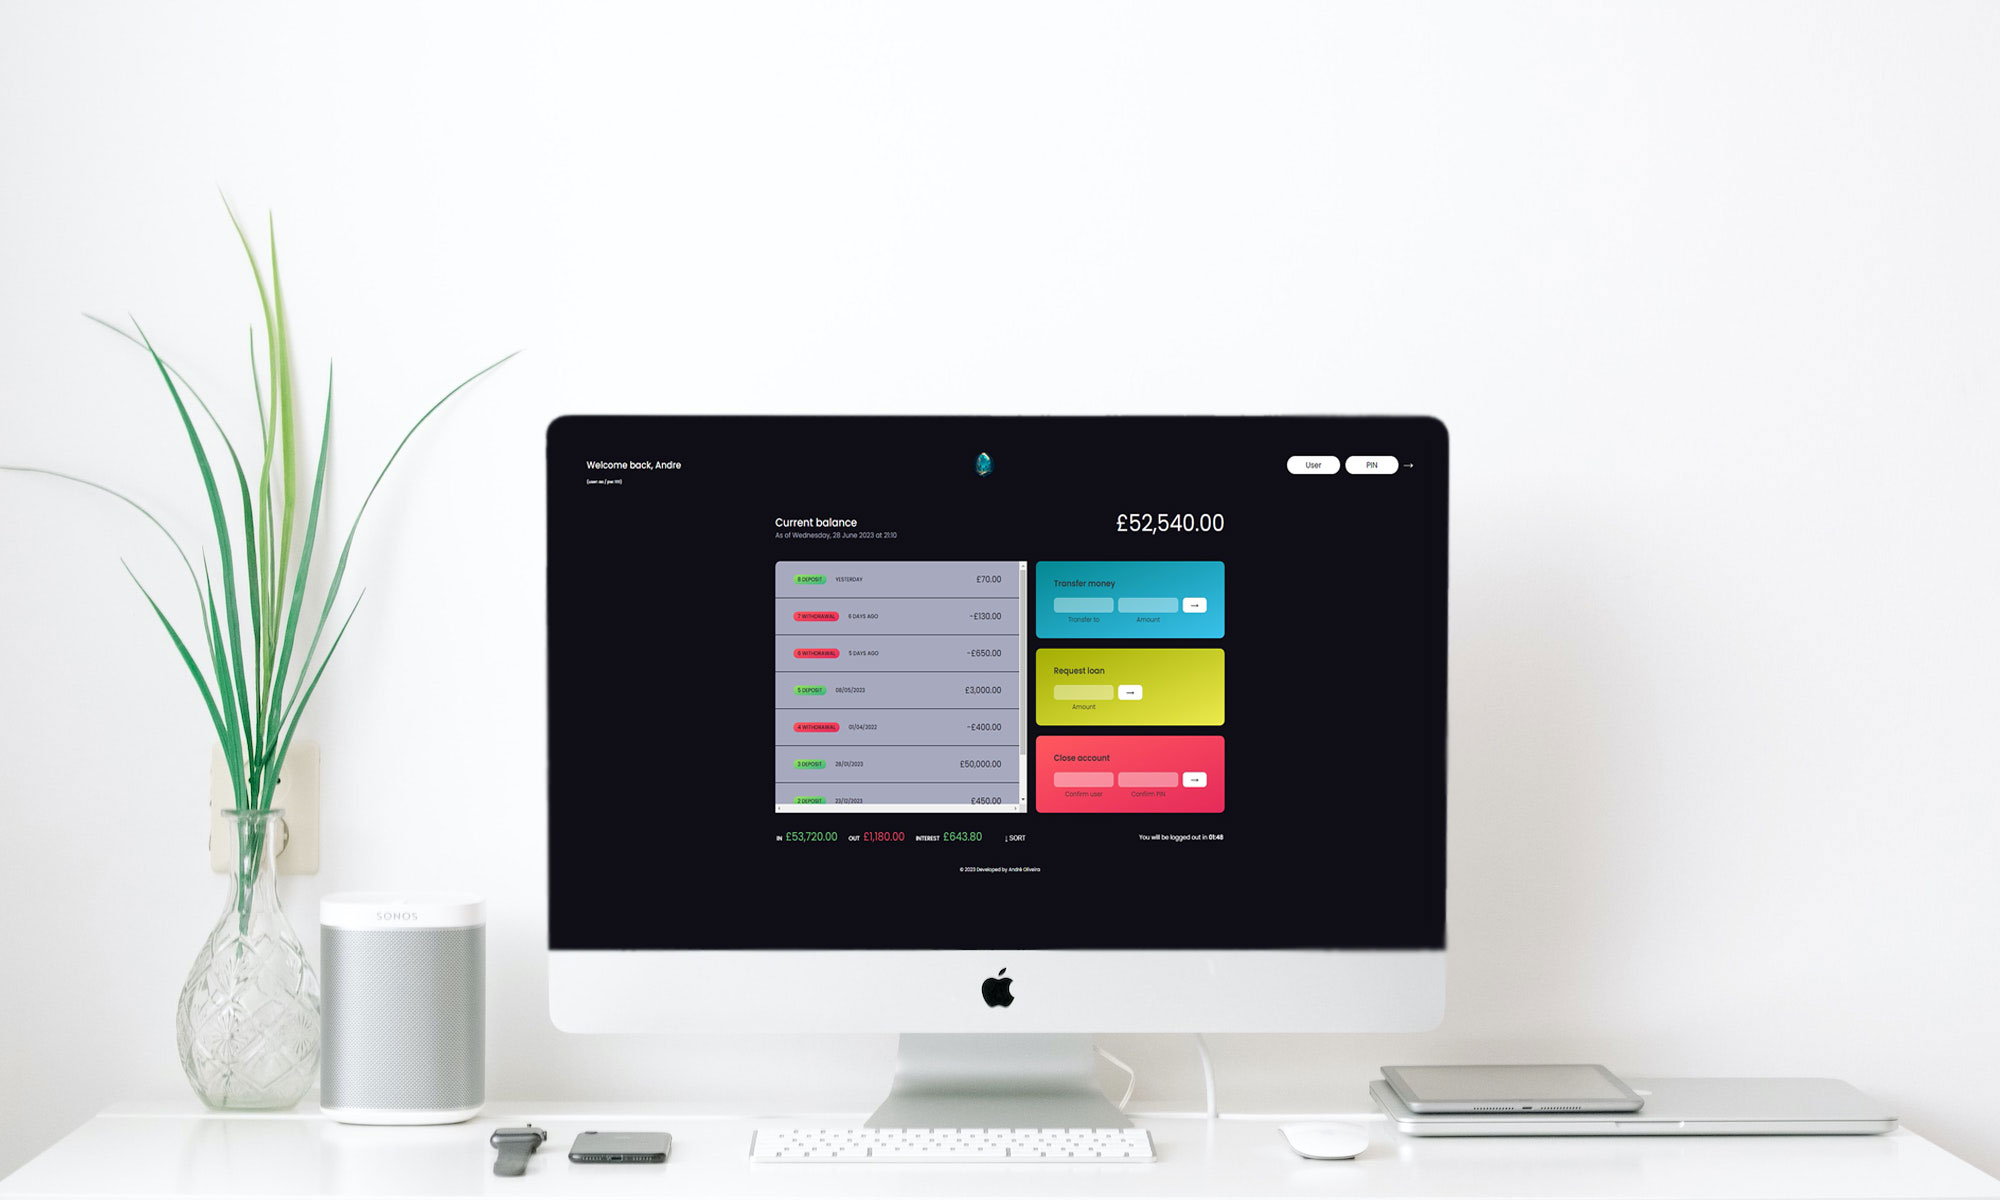 Welcome back, Andre
User
PIN
→
Current balance
As of Wednesday, 28 June 2023 at 21:10
£52,540.00
8 DEPOSIT YESTERDAY £70.00
7 WITHDRAWAL 6 DAYS AGO -£130.00
6 WITHDRAWAL 5 DAYS AGO -£650.00
5 DEPOSIT 08/05/2023 £3,000.00
4 WITHDRAWAL 01/04/2022 -£400.00
3 DEPOSIT 28/01/2023 £50,000.00
2 DEPOSIT 23/12/2023 £450.00
Transfer money
→
Transfer to Amount
Request loan
→
Amount
Close account
→
Confirm user Confirm PIN
IN £53,720.00 OUT £1,180.00 INTEREST £643.80 ↓ SORT
You will be logged out in 01:48
© 2023 Developed by André Oliveira
SONOS